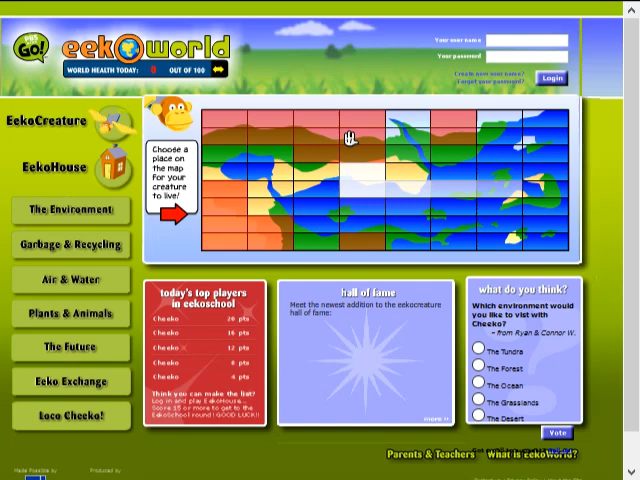 PBS
Go!
eekoworld
WORLD HEALTH TODAY: 0 OUT OF 100
Your user name
Your password
Create new user name?
Forgot your password?
Login
EekoCreature
EekoHouse
The Environment
Garbage & Recycling
Air & Water
Plants & Animals
The Future
Eeko Exchange
Loco Cheeko!
Choose a
place on
the map
for your
creature
to live!
today's top players
in eekoschool
Cheeko 20 pts
Cheeko 16 pts
Cheeko 12 pts
Cheeko 8 pts
Cheeko 4 pts
Think you can make the list?
Log in and play EekoHouse...
Score 15 or more to get to the
EekoSchool round! GOOD LUCK!!
hall of fame
Meet the newest addition to the eekocreature
hall of fame:
more »
what do you think?
Which environment would
you like to vist with
Cheeko?
- from Ryan & Connor W.
The Tundra
The Forest
The Ocean
The Grasslands
The Desert
Vote
Parents & Teachers
What is eekoworld?
Made Possible by
Produced by